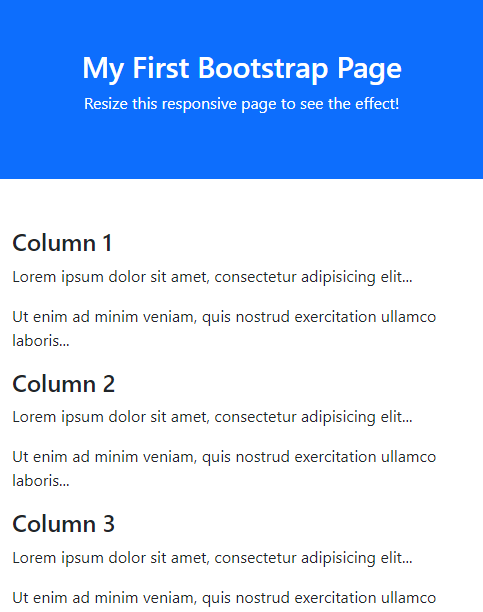 My First Bootstrap Page
Resize this responsive page to see the effect!
Column 1
Lorem ipsum dolor sit amet, consectetur adipisicing elit...
Ut enim ad minim veniam, quis nostrud exercitation ullamco
laboris...
Column 2
Lorem ipsum dolor sit amet, consectetur adipisicing elit...
Ut enim ad minim veniam, quis nostrud exercitation ullamco
laboris...
Column 3
Lorem ipsum dolor sit amet, consectetur adipisicing elit...
Ut enim ad minim veniam, quis nostrud exercitation ullamco